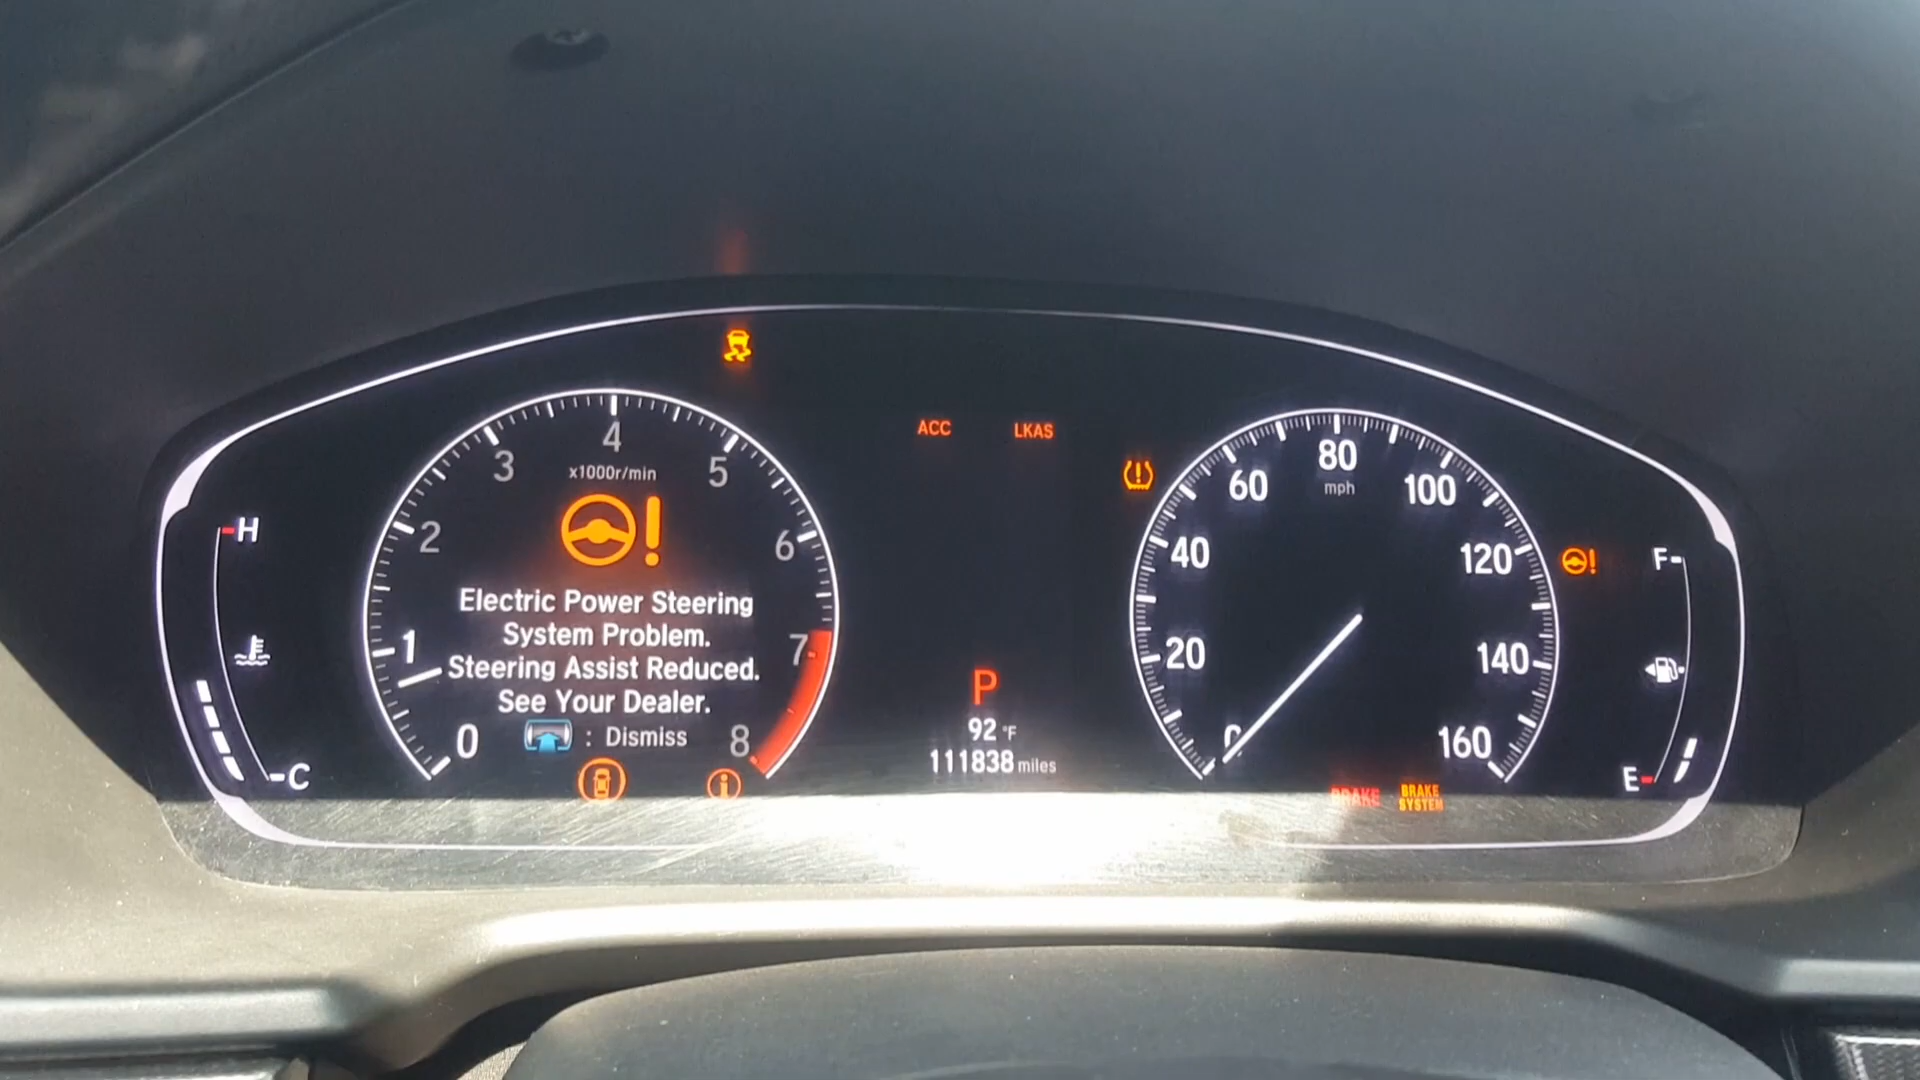 ACC LKAS
4
3 5
x1000r/min
2 6
1 7
0 8
Electric Power Steering
System Problem.
Steering Assist Reduced.
See Your Dealer.
: Dismiss
H
C
P
92 °F
111838 miles
80
mph
60 100
40 120
20 140
0 160
F
E
BRAKE
BRAKE
SYSTEM